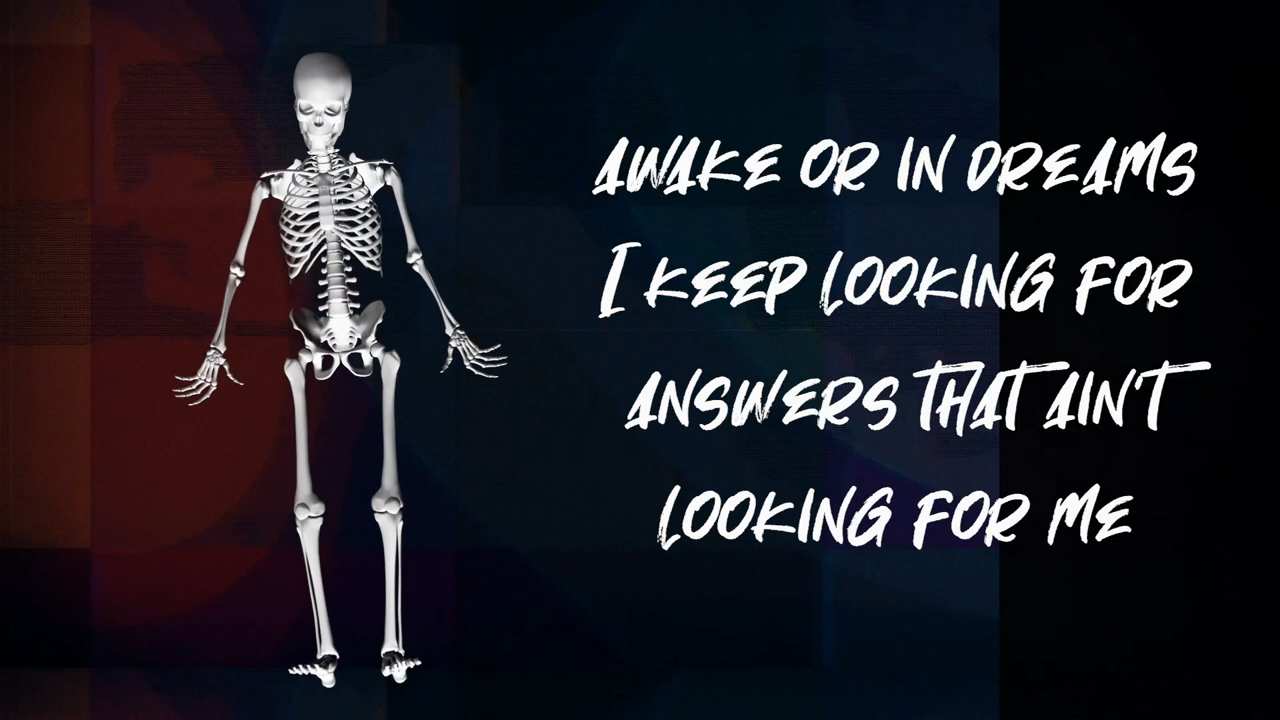 AWAKE OR IN DREAMS
I KEEP LOOKING FOR
ANSWERS THAT AIN'T
LOOKING FOR ME